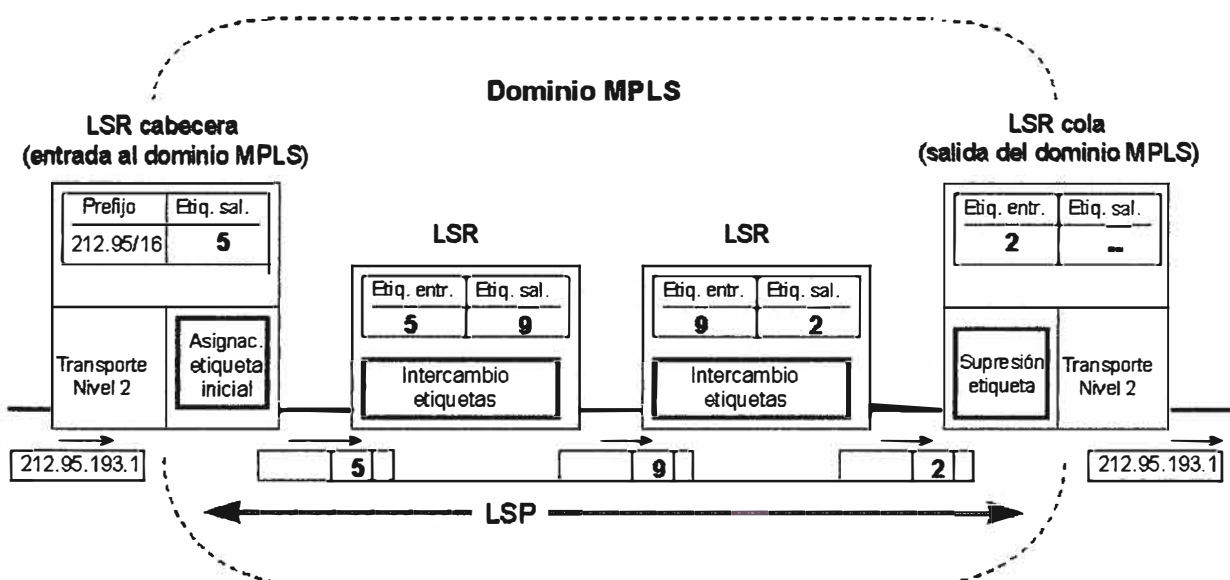 Dominio MPLS
LSR cabecera
(entrada al dominio MPLS)
LSR cola
(salida del dominio MPLS)
Prefijo Etiq. sal.
212.95/16 5
LSR
LSR
Etiq. entr. Etiq. sal.
2 --
Etiq. entr. Etiq. sal.
5 9
Etiq. entr. Etiq. sal.
9 2
Transporte
Nivel 2
Asignac.
etiqueta
inicial
Intercambio
etiquetas
Intercambio
etiquetas
Supresión
etiqueta
Transporte
Nivel 2
212.95.193.1
5
9
2
212.95.193.1
LSP